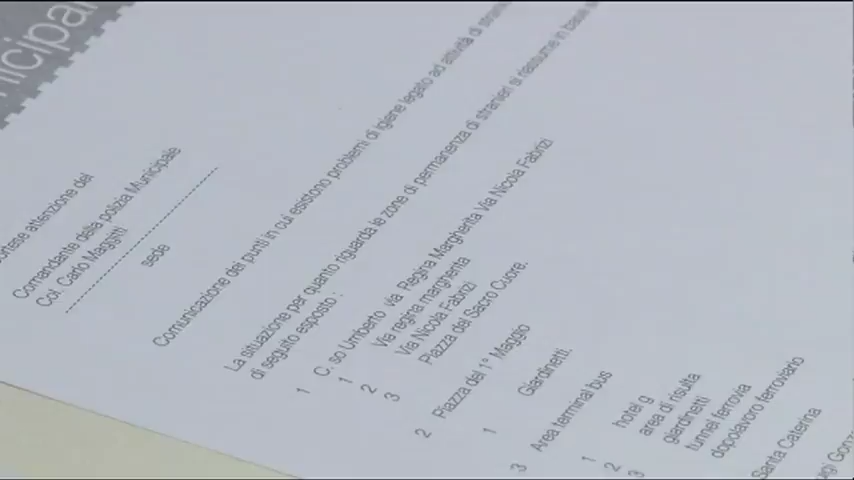 nicipal
ortese attenzione del
Comandante della polizia Municipale
Col. Carlo Maggitti
sede
Comunicazione dei punti in cui esistono problemi di igiene legato ad attività di
La situazione per quanto riguarda le zone di permanenza di stranieri si riassume in base
di seguito esposto :
1 C. so Umberto via Regina Margherita Via Nicola Fabrizi
1 Via regina margherita
2 Via Nicola Fabrizi
3 Piazza del Sacro Cuore.
2 Piazza del 1° Maggio
1 Giardinetti.
3 Area terminal bus
1 hotel g
2 area di risulta
3 giardinetti
tunnel ferrovia
dopolavoro ferroviario
Santa Caterina